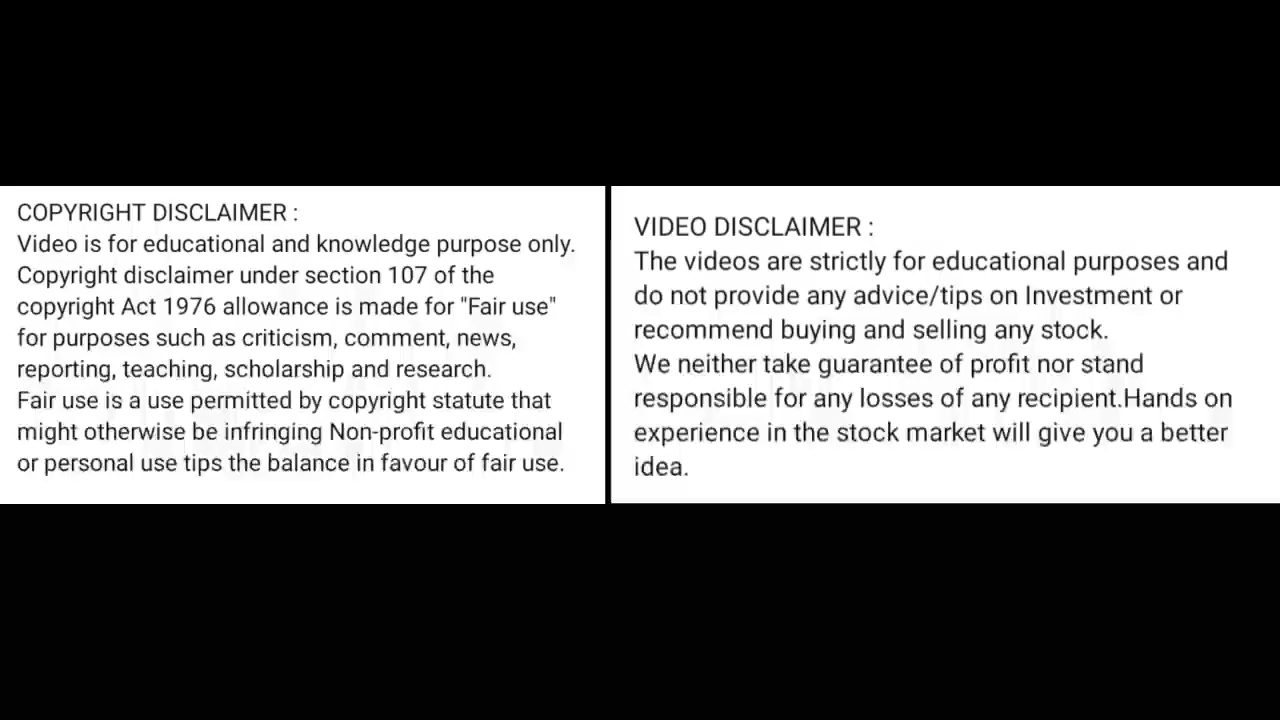 COPYRIGHT DISCLAIMER :
Video is for educational and knowledge purpose only.
Copyright disclaimer under section 107 of the
copyright Act 1976 allowance is made for "Fair use"
for purposes such as criticism, comment, news,
reporting, teaching, scholarship and research.
Fair use is a use permitted by copyright statute that
might otherwise be infringing Non-profit educational
or personal use tips the balance in favour of fair use.
VIDEO DISCLAIMER :
The videos are strictly for educational purposes and
do not provide any advice/tips on Investment or
recommend buying and selling any stock.
We neither take guarantee of profit nor stand
responsible for any losses of any recipient.Hands on
experience in the stock market will give you a better
idea.